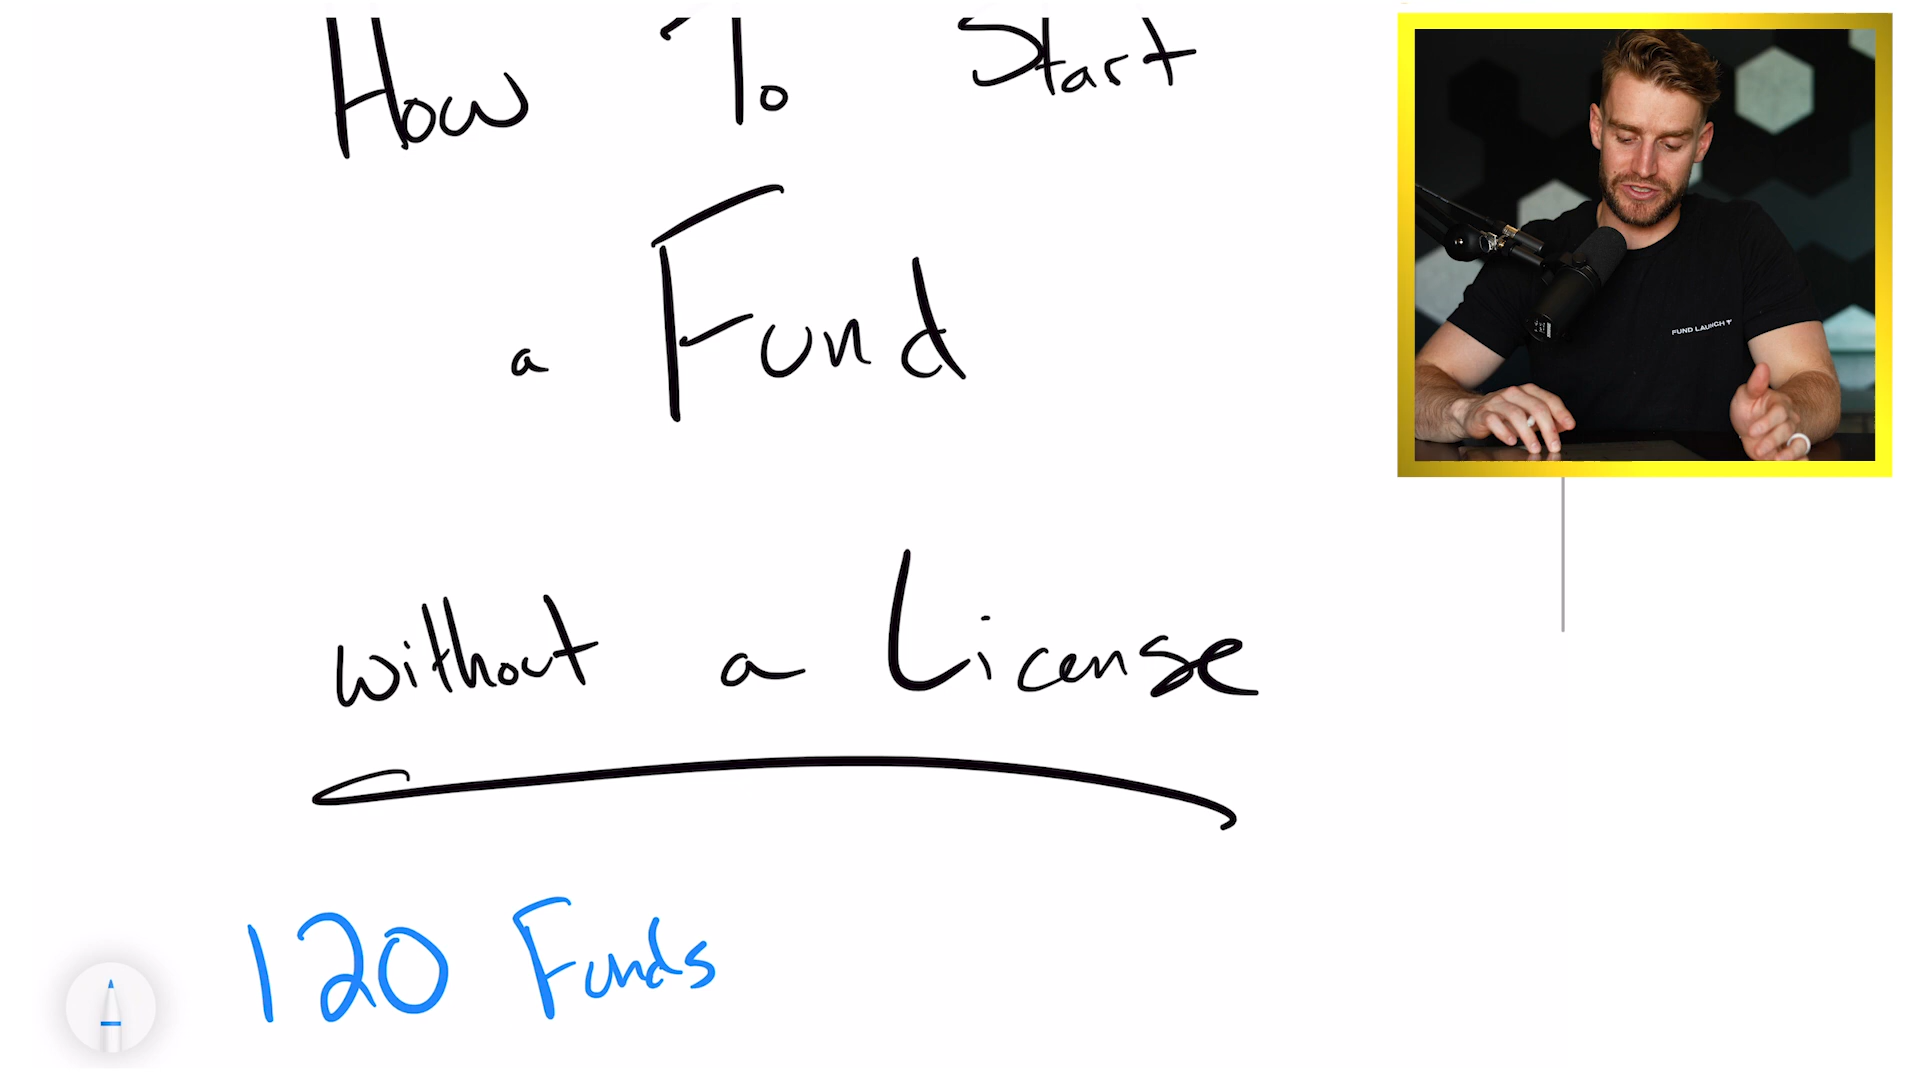 How To Start
a Fund
without a License
120 Funds
FUND LAUNCH